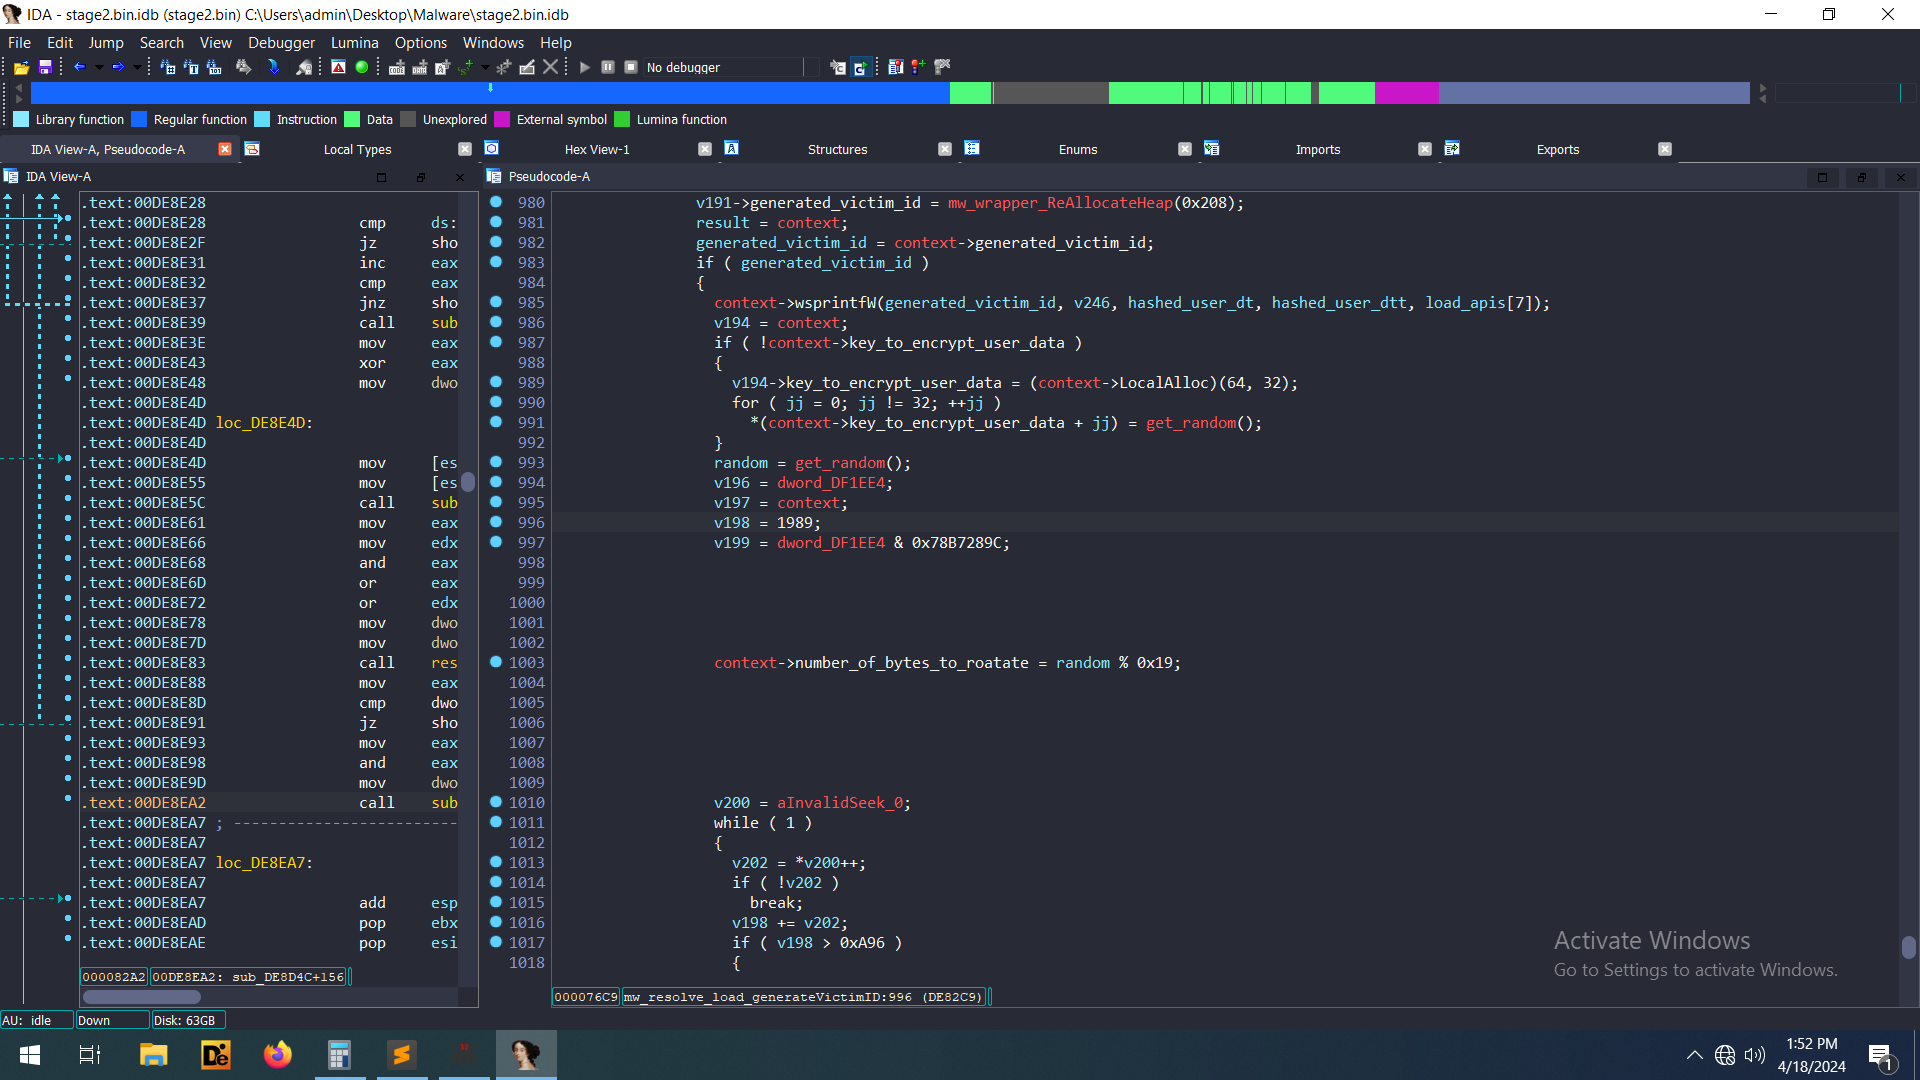 IDA - stage2.bin.idb (stage2.bin) C:\Users\admin\Desktop\Malware\stage2.bin.idb
File Edit Jump Search View Debugger Lumina Options Windows Help
No debugger
Library function Regular function Instruction Data Unexplored External symbol Lumina function
IDA View-A, Pseudocode-A Local Types Hex View-1 Structures Enums Imports Exports
IDA View-A
.text:00DE8E28
.text:00DE8E28 cmp ds:
.text:00DE8E2F jz sho
.text:00DE8E31 inc eax
.text:00DE8E32 cmp eax
.text:00DE8E37 jnz sho
.text:00DE8E39 call sub
.text:00DE8E3E mov eax
.text:00DE8E43 xor eax
.text:00DE8E48 mov dwo
.text:00DE8E4D
.text:00DE8E4D loc_DE8E4D:
.text:00DE8E4D
.text:00DE8E4D mov [es
.text:00DE8E55 mov [es
.text:00DE8E5C call sub
.text:00DE8E61 mov eax
.text:00DE8E66 mov edx
.text:00DE8E68 and eax
.text:00DE8E6D or eax
.text:00DE8E72 or edx
.text:00DE8E78 mov dwo
.text:00DE8E7D mov dwo
.text:00DE8E83 call res
.text:00DE8E88 mov eax
.text:00DE8E8D cmp dwo
.text:00DE8E91 jz sho
.text:00DE8E93 mov eax
.text:00DE8E98 and eax
.text:00DE8E9D mov dwo
.text:00DE8EA2 call sub
.text:00DE8EA7 ; ---------------------------
.text:00DE8EA7
.text:00DE8EA7 loc_DE8EA7:
.text:00DE8EA7
.text:00DE8EA7 add esp
.text:00DE8EAD pop ebx
.text:00DE8EAE pop esi
000082A2 00DE8EA2: sub_DE8D4C+156
Pseudocode-A
980 v191->generated_victim_id = mw_wrapper_ReAllocateHeap(0x208);
981 result = context;
982 generated_victim_id = context->generated_victim_id;
983 if ( generated_victim_id )
984 {
985 context->wsprintfW(generated_victim_id, v246, hashed_user_dt, hashed_user_dtt, load_apis[7]);
986 v194 = context;
987 if ( !context->key_to_encrypt_user_data )
988 {
989 v194->key_to_encrypt_user_data = (context->LocalAlloc)(64, 32);
990 for ( jj = 0; jj != 32; ++jj )
991 *(context->key_to_encrypt_user_data + jj) = get_random();
992 }
993 random = get_random();
994 v196 = dword_DF1EE4;
995 v197 = context;
996 v198 = 1989;
997 v199 = dword_DF1EE4 & 0x78B7289C;
998
999
1000
1001
1002
1003 context->number_of_bytes_to_roatate = random % 0x19;
1004
1005
1006
1007
1008
1009
1010 v200 = aInvalidSeek_0;
1011 while ( 1 )
1012 {
1013 v202 = *v200++;
1014 if ( !v202 )
1015 break;
1016 v198 += v202;
1017 if ( v198 > 0xA96 )
1018 {
000076C9 mw_resolve_load_generateVictimID:996 (DE82C9)
Activate Windows
Go to Settings to activate Windows.
AU: idle Down Disk: 63GB
1:52 PM
4/18/2024
1